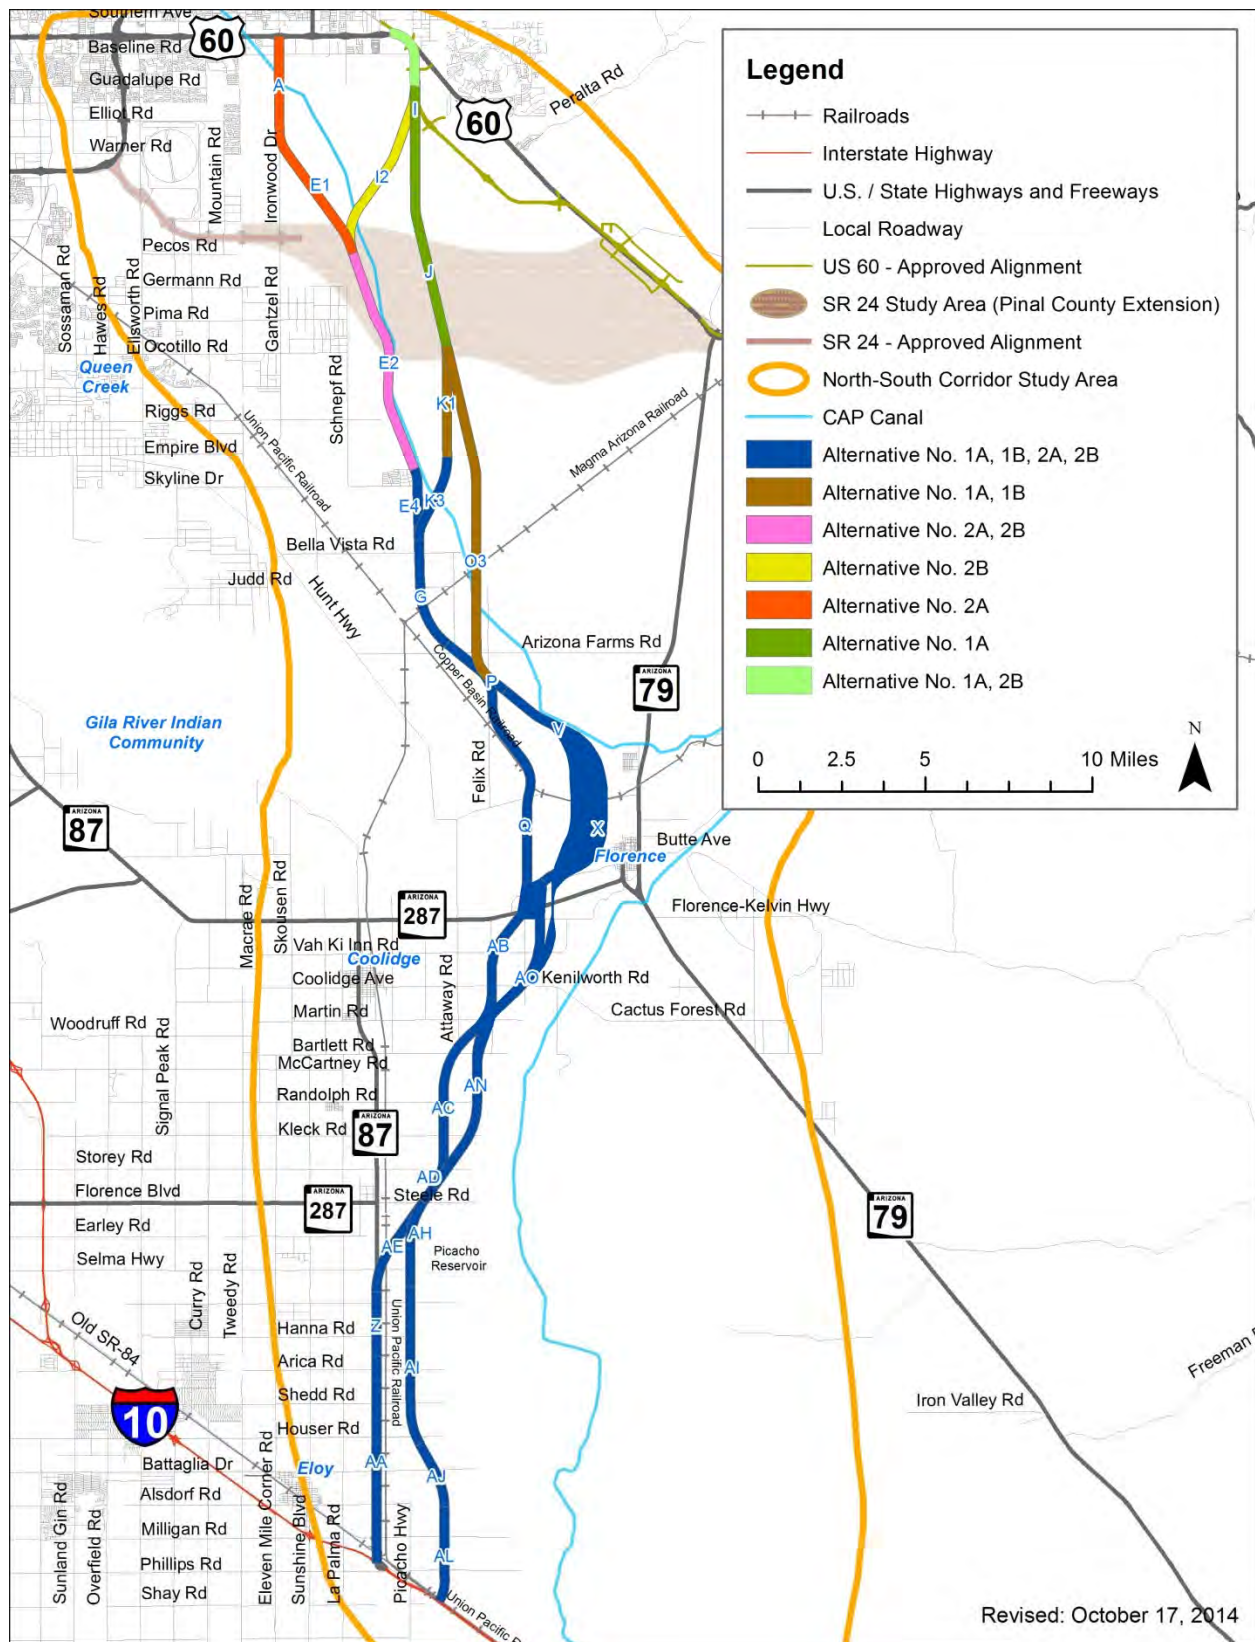 Southern Ave
Baseline Rd
60
Guadalupe Rd
A
Elliot Rd
I
Peralta Rd
60
Warner Rd
Mountain Rd
Ironwood Dr
E1
I2
Pecos Rd
J
Sossaman Rd
Hawes Rd
Ellsworth Rd
Germann Rd
Gantzel Rd
Pima Rd
Ocotillo Rd
Queen
Creek
Schnepf Rd
E2
K1
Riggs Rd
Union Pacific Railroad
Magma Arizona Railroad
Empire Blvd
Skyline Dr
E4
K3
Bella Vista Rd
O3
Judd Rd
Hunt Hwy
G
Arizona Farms Rd
Copper Basin Railroad
P
ARIZONA
79
V
Gila River Indian
Community
Felix Rd
ARIZONA
87
Q
X
Butte Ave
Florence
Macrae Rd
Skousen Rd
ARIZONA
287
Florence-Kelvin Hwy
Vah Ki Inn Rd
AB
Coolidge
Attaway Rd
Coolidge Ave
AO
Kenilworth Rd
Martin Rd
Cactus Forest Rd
Woodruff Rd
Signal Peak Rd
Bartlett Rd
McCartney Rd
AN
Randolph Rd
AC
Kleck Rd
ARIZONA
87
Storey Rd
AD
Florence Blvd
ARIZONA
287
Steele Rd
ARIZONA
79
Earley Rd
AH
AE
Selma Hwy
Picacho
Reservoir
Curry Rd
Tweedy Rd
Old SR-84
Hanna Rd
Z
Union Pacific Railroad
Arica Rd
AI
Freeman
Shedd Rd
Iron Valley Rd
10
Houser Rd
Battaglia Dr
Eloy
AA
AJ
Alsdorf Rd
Milligan Rd
Phillips Rd
AL
Shay Rd
Sunland Gin Rd
Overfield Rd
Eleven Mile Corner Rd
Sunshine Blvd
La Palma Rd
Picacho Hwy
Union Pacific
Legend
Railroads
Interstate Highway
U.S. / State Highways and Freeways
Local Roadway
US 60 - Approved Alignment
SR 24 Study Area (Pinal County Extension)
SR 24 - Approved Alignment
North-South Corridor Study Area
CAP Canal
Alternative No. 1A, 1B, 2A, 2B
Alternative No. 1A, 1B
Alternative No. 2A, 2B
Alternative No. 2B
Alternative No. 2A
Alternative No. 1A
Alternative No. 1A, 2B
N
0 2.5 5 10 Miles
Revised: October 17, 2014